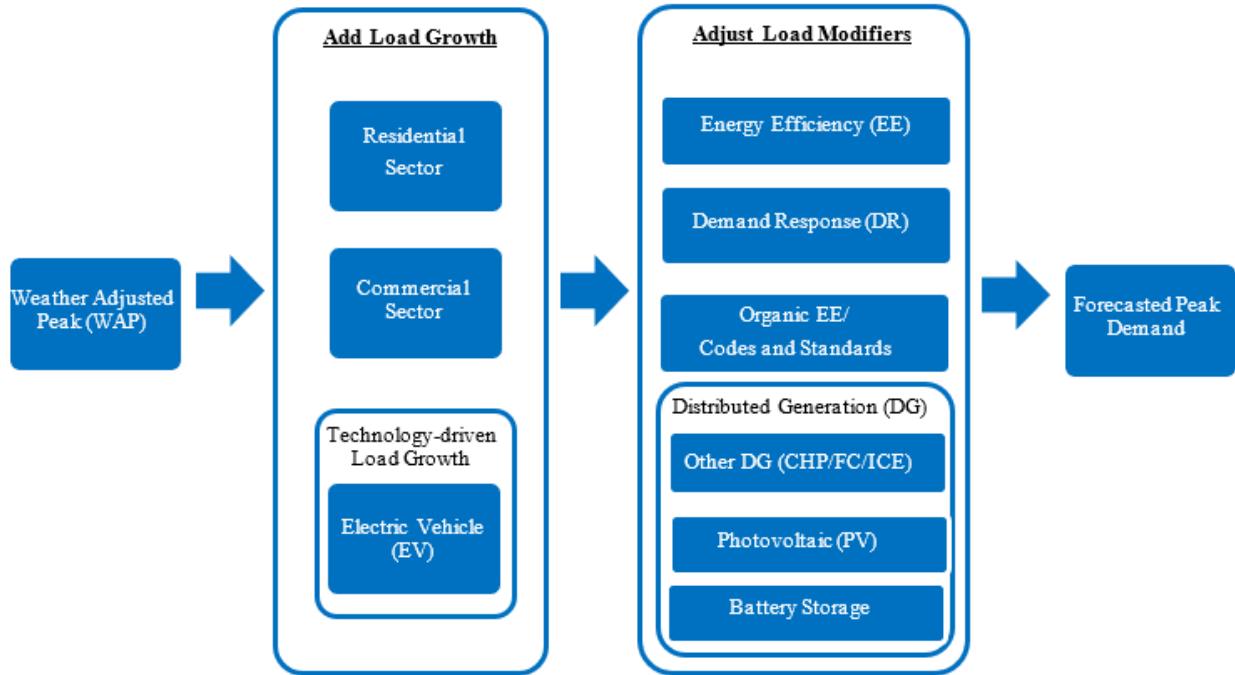 Weather Adjusted
Peak (WAP)
Add Load Growth
Residential
Sector
Commercial
Sector
Technology-driven
Load Growth
Electric Vehicle
(EV)
Adjust Load Modifiers
Energy Efficiency (EE)
Demand Response (DR)
Organic EE/
Codes and Standards
Distributed Generation (DG)
Other DG (CHP/FC/ICE)
Photovoltaic (PV)
Battery Storage
Forecasted Peak
Demand